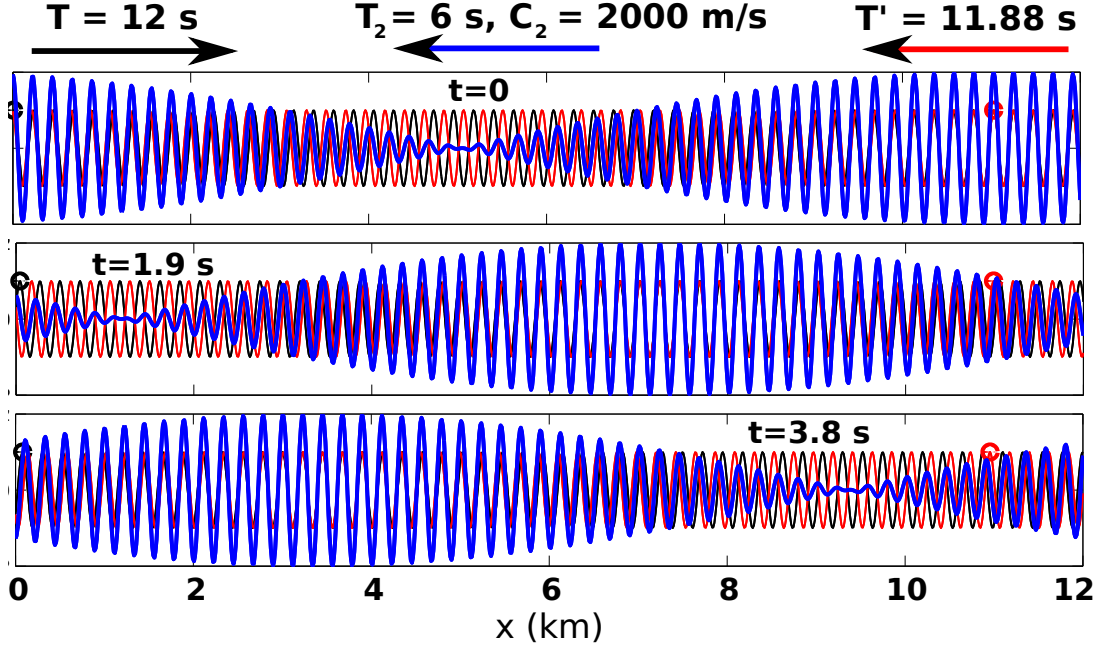 T = 12 s T₂ = 6 s, C₂ = 2000 m/s T' = 11.88 s
t=0
t=1.9 s
t=3.8 s
0 2 4 6 8 10 12
x (km)